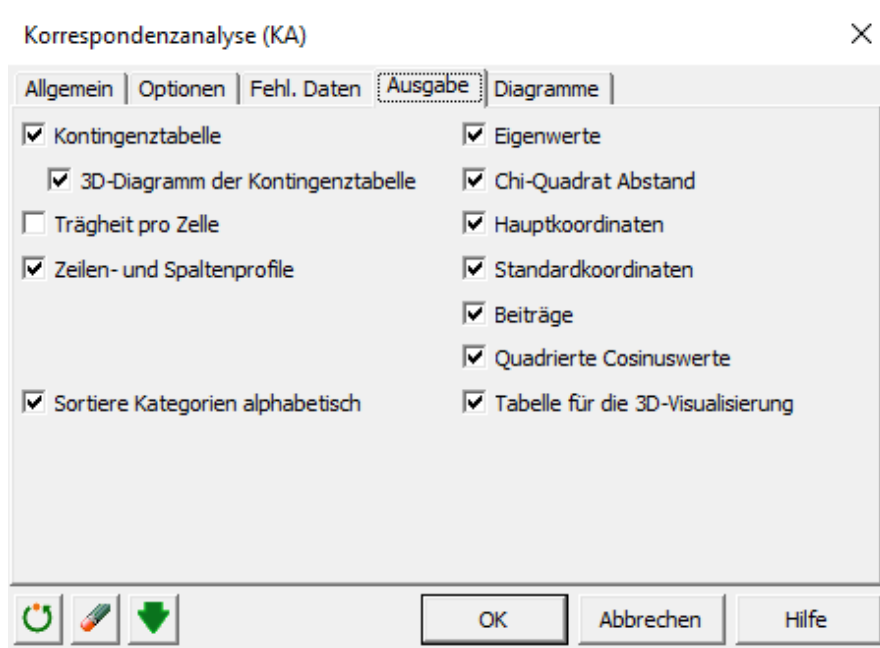 Korrespondenzanalyse (KA)
Allgemein Optionen Fehl. Daten Ausgabe Diagramme
Kontingenztabelle
3D-Diagramm der Kontingenztabelle
Trägheit pro Zelle
Zeilen- und Spaltenprofile
Sortiere Kategorien alphabetisch
Eigenwerte
Chi-Quadrat Abstand
Hauptkoordinaten
Standardkoordinaten
Beiträge
Quadrierte Cosinuswerte
Tabelle für die 3D-Visualisierung
OK Abbrechen Hilfe